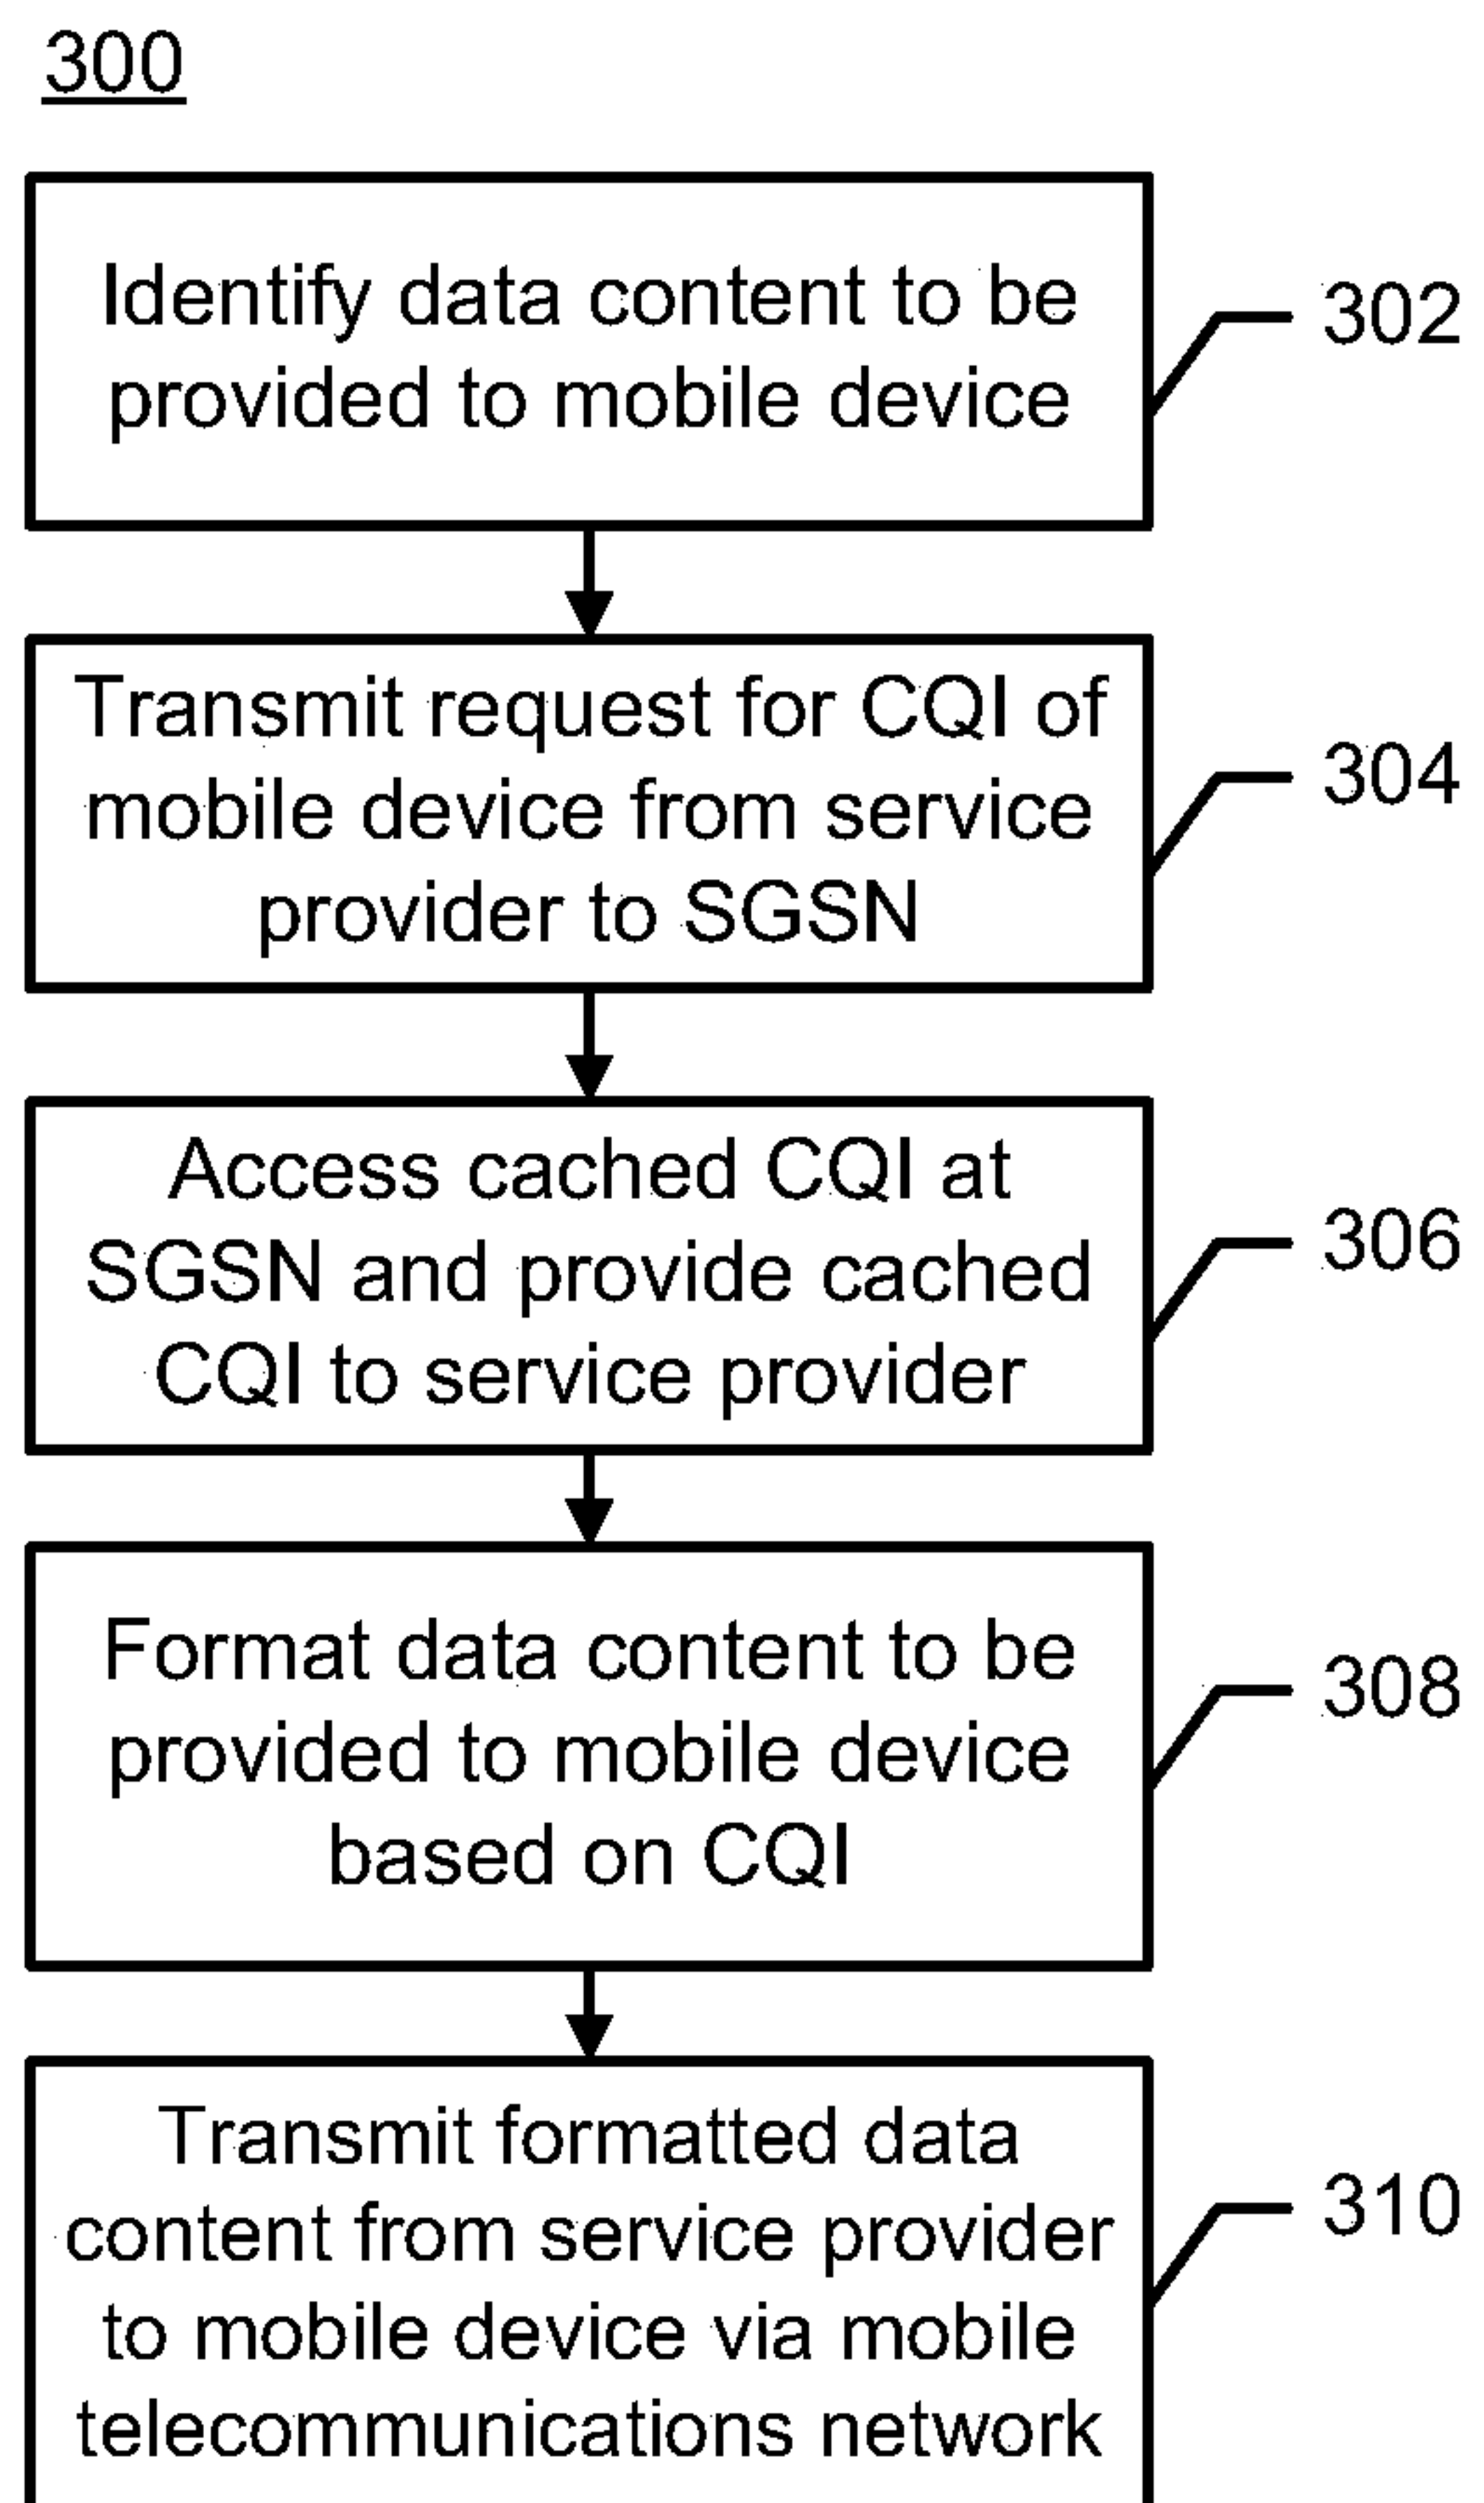 300
Identify data content to be
provided to mobile device
302
Transmit request for CQI of
mobile device from service
provider to SGSN
304
Access cached CQI at
SGSN and provide cached
CQI to service provider
306
Format data content to be
provided to mobile device
based on CQI
308
Transmit formatted data
content from service provider
to mobile device via mobile
telecommunications network
310